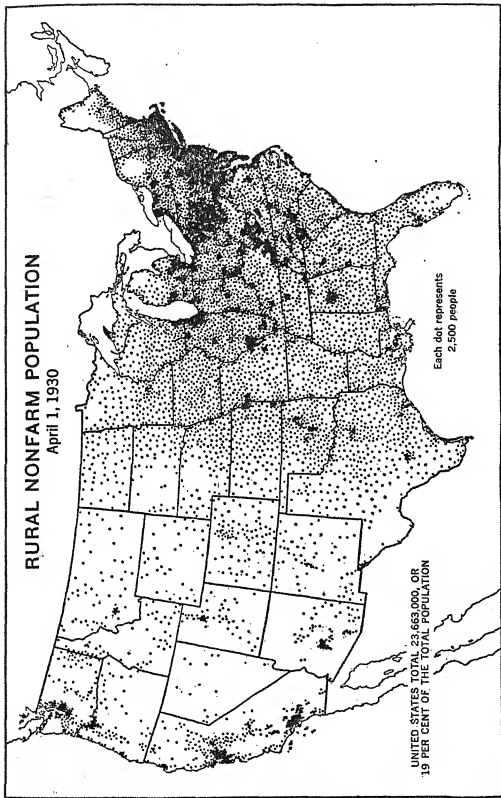 RURAL NONFARM POPULATION
April 1, 1930
Each dot represents
2,500 people
UNITED STATES TOTAL 23,663,000, OR
19 PER CENT OF THE TOTAL POPULATION